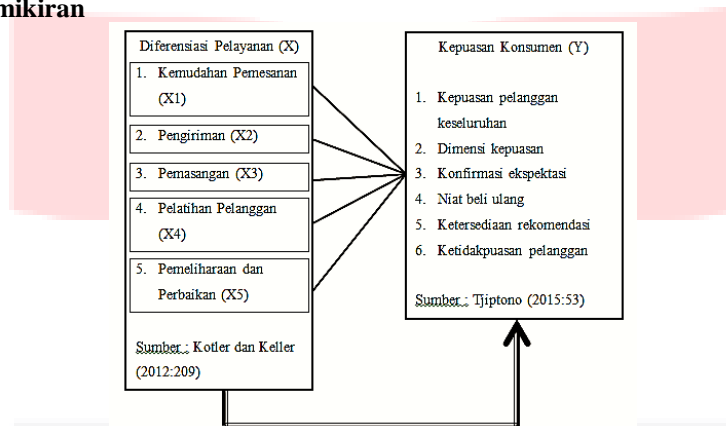 mikiran
Diferensiasi Pelayanan (X)
1. Kemudahan Pemesanan
(X1)
2. Pengiriman (X2)
3. Pemasangan (X3)
4. Pelatihan Pelanggan
(X4)
5. Pemeliharaan dan
Perbaikan (X5)
Sumber : Kotler dan Keller
(2012:209)
Kepuasan Konsumen (Y)
1. Kepuasan pelanggan
keseluruhan
2. Dimensi kepuasan
3. Konfirmasi ekspektasi
4. Niat beli ulang
5. Ketersediaan rekomendasi
6. Ketidakpuasan pelanggan
Sumber : Tjiptono (2015:53)